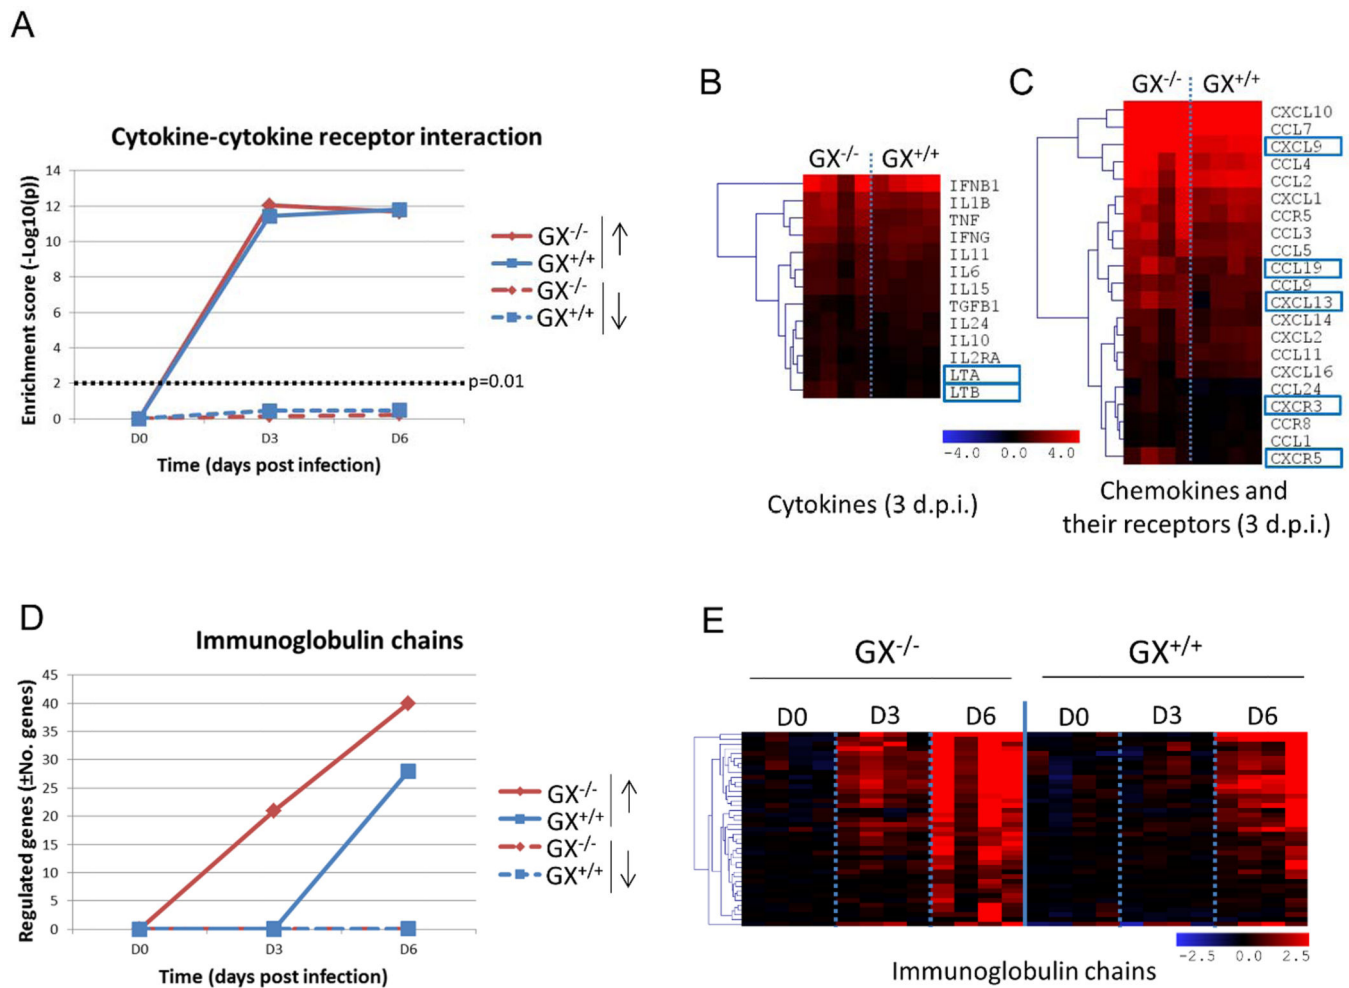 A
Cytokine-cytokine receptor interaction
Enrichment score (-Log10(p))
14
12
10
8
6
4
2
0
p=0.01
D0 D3 D6
Time (days post infection)
GX-/-
GX+/+
GX-/-
GX+/+
B
GX-/- GX+/+
IFNB1
IL1B
TNF
IFNG
IL11
IL6
IL15
TGFB1
IL24
IL10
IL2RA
LTA
LTB
-4.0 0.0 4.0
Cytokines (3 d.p.i.)
C
GX-/- GX+/+
CXCL10
CCL7
CXCL9
CCL4
CCL2
CXCL1
CCR5
CCL3
CCL5
CCL19
CCL9
CXCL13
CXCL14
CXCL2
CCL11
CXCL16
CCL24
CXCR3
CCR8
CCL1
CXCR5
Chemokines and
their receptors (3 d.p.i.)
D
Immunoglobulin chains
Regulated genes (±No. genes)
45
40
35
30
25
20
15
10
5
0
D0 D3 D6
Time (days post infection)
GX-/-
GX+/+
GX-/-
GX+/+
E
GX-/- GX+/+
D0 D3 D6 D0 D3 D6
-2.5 0.0 2.5
Immunoglobulin chains